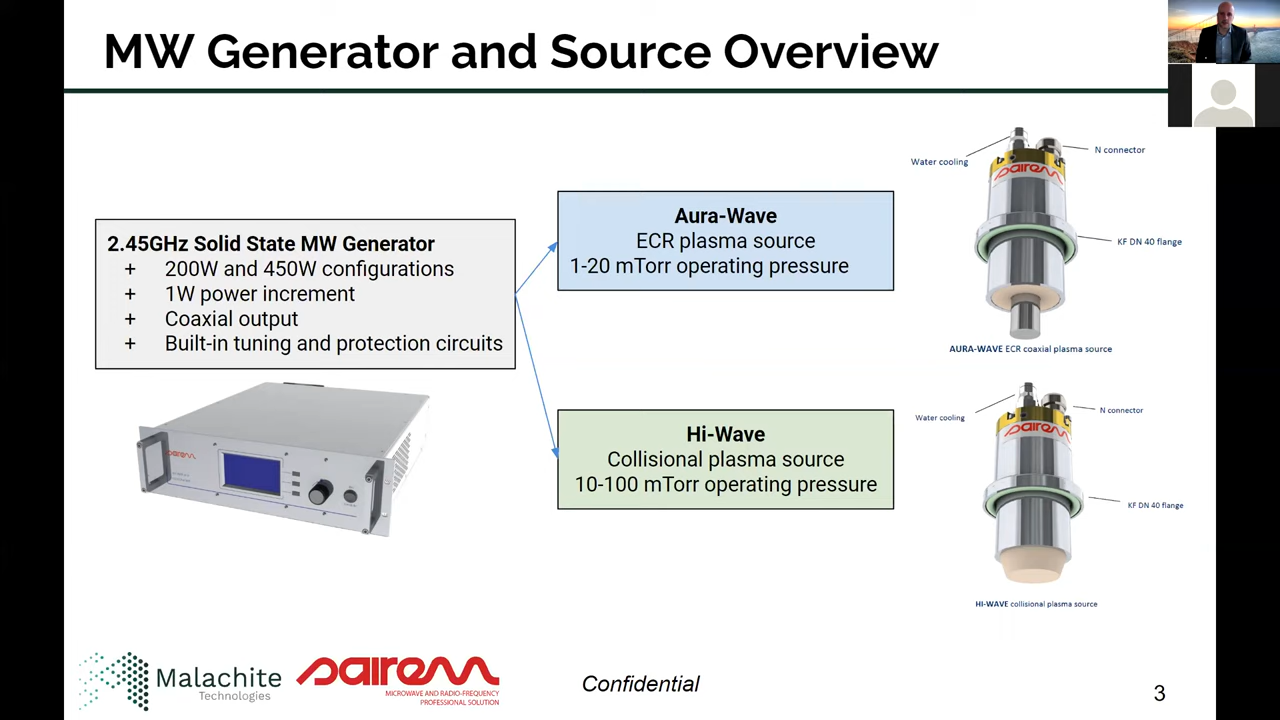 MW Generator and Source Overview
2.45GHz Solid State MW Generator
+ 200W and 450W configurations
+ 1W power increment
+ Coaxial output
+ Built-in tuning and protection circuits
Aura-Wave
ECR plasma source
1-20 mTorr operating pressure
Hi-Wave
Collisional plasma source
10-100 mTorr operating pressure
Water cooling
N connector
sairem
KF DN 40 flange
AURA-WAVE ECR coaxial plasma source
Water cooling
N connector
sairem
KF DN 40 flange
HI-WAVE collisional plasma source
sairem
Malachite
Technologies
sairem
MICROWAVE AND RADIO-FREQUENCY
PROFESSIONAL SOLUTION
Confidential
3